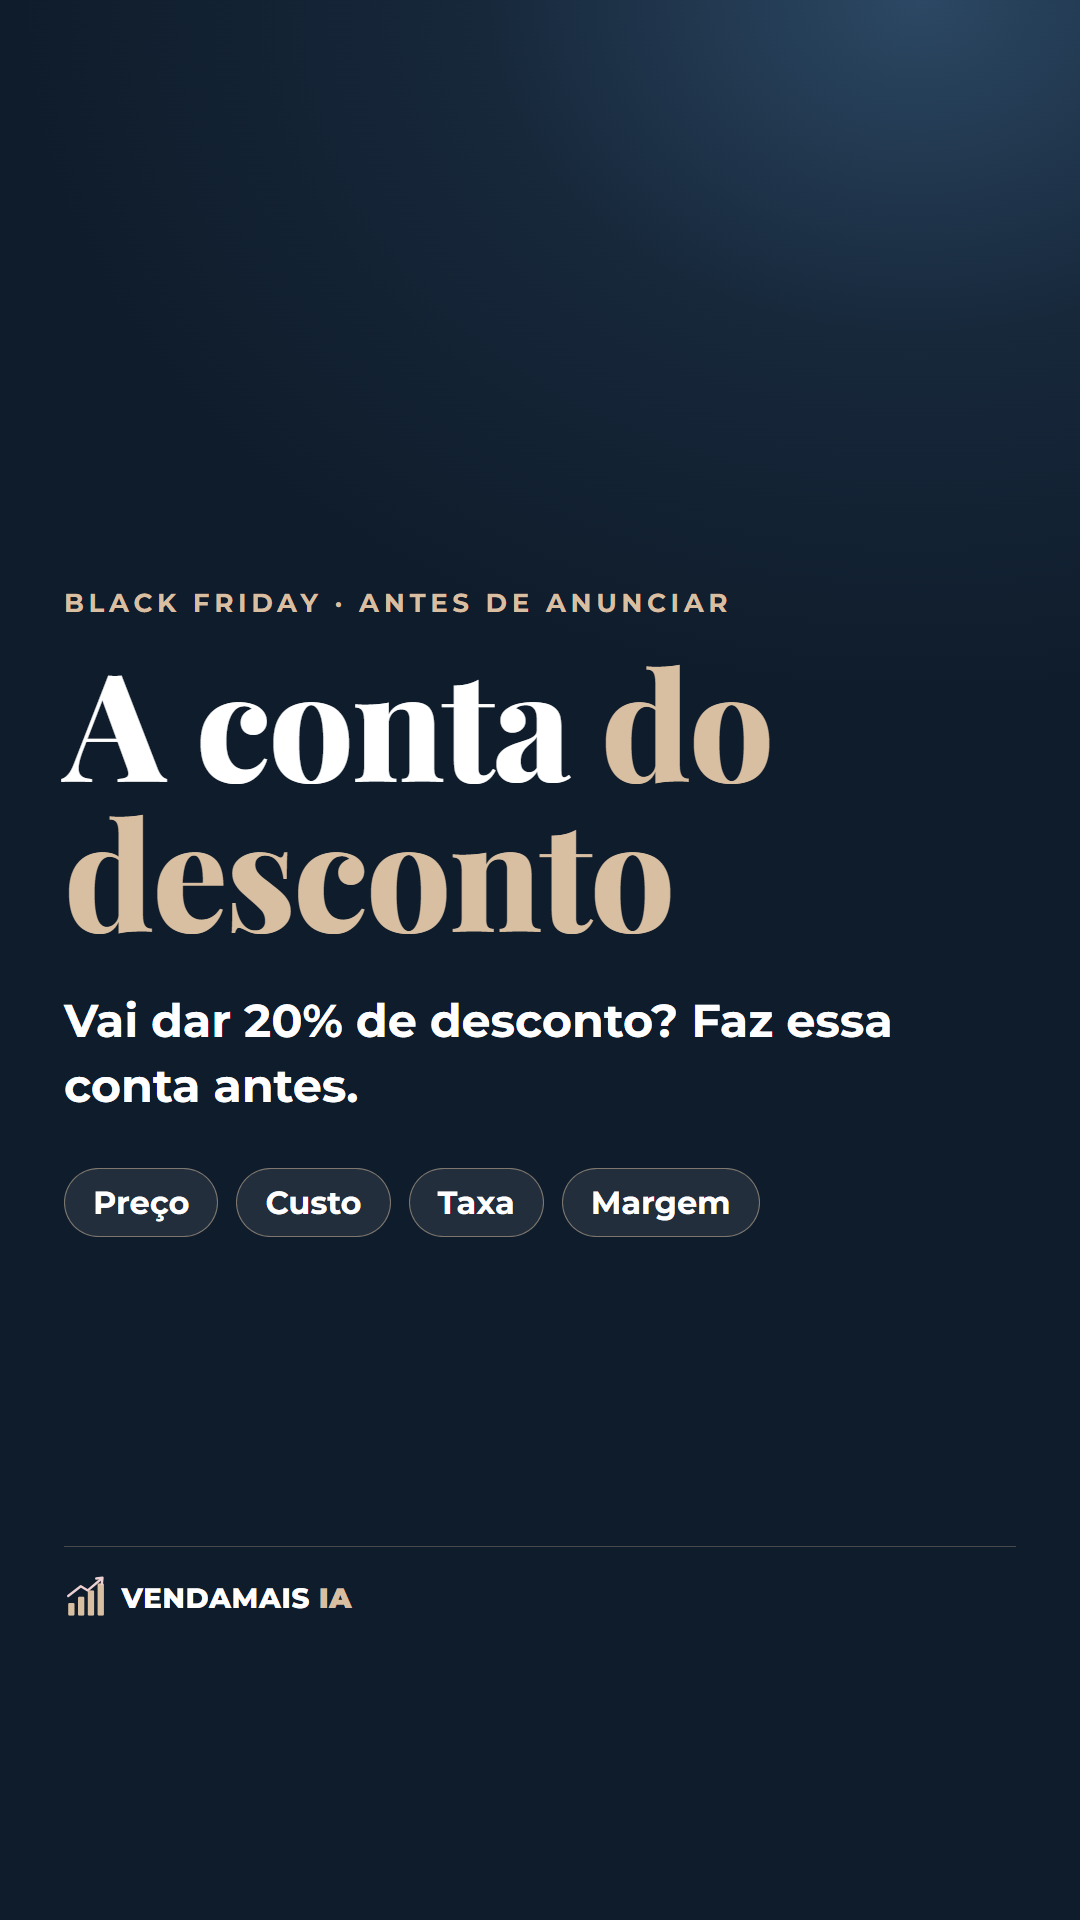 BLACK FRIDAY · ANTES DE ANUNCIAR
A conta do
desconto
Vai dar 20% de desconto? Faz essa
conta antes.
Preço Custo Taxa Margem
VENDAMAIS IA